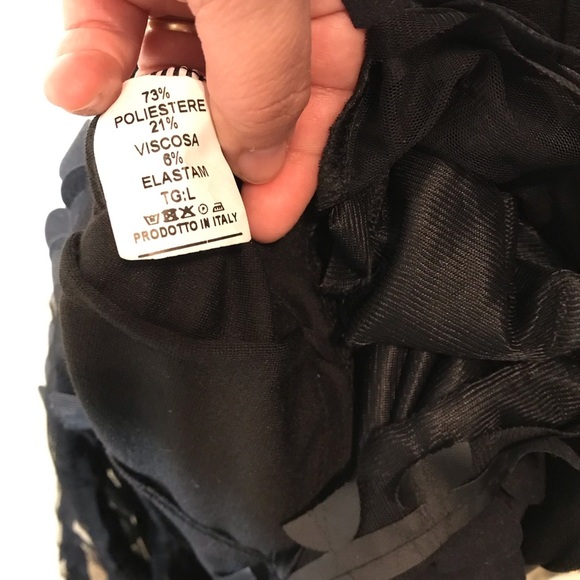 73%
POLIESTERE
21%
VISCOSA
6%
ELASTAM
TG:L
PRODOTTO IN ITALY